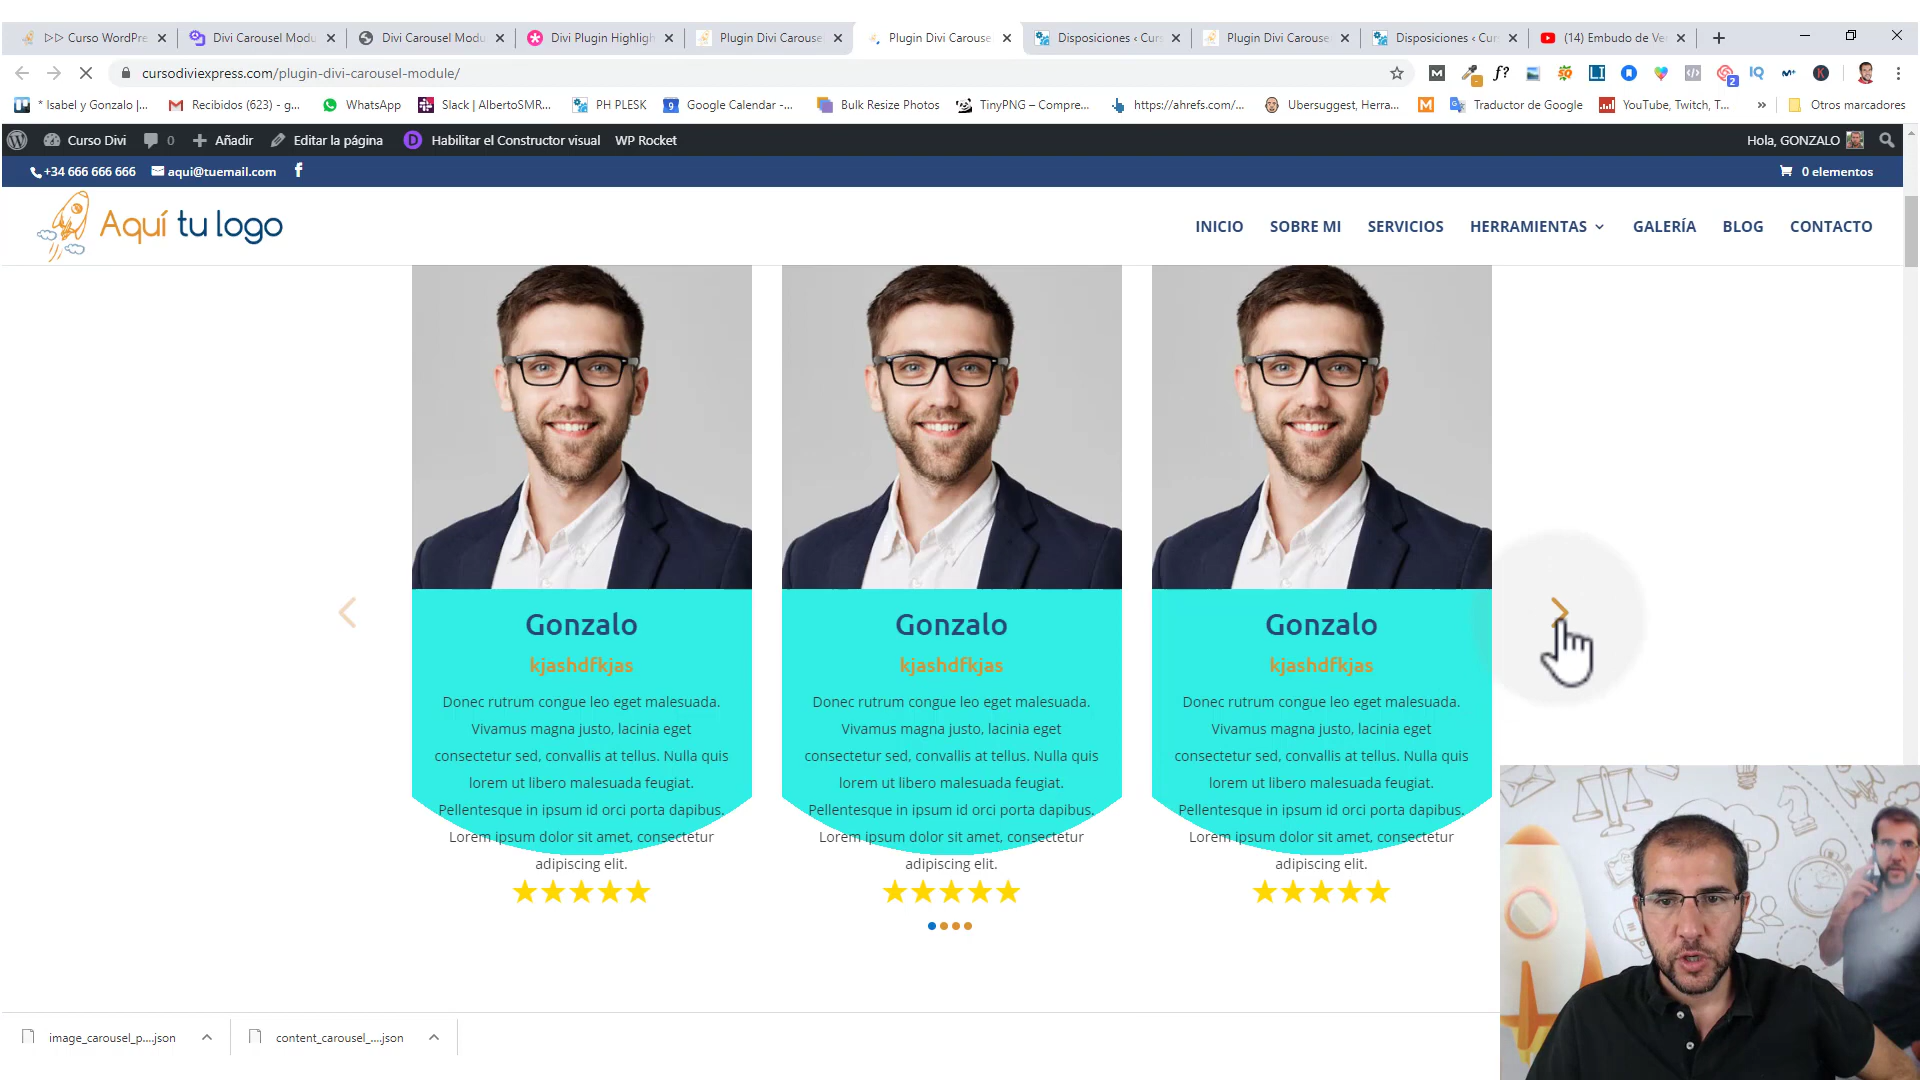 ▷▷ Curso WordPre
Divi Carousel Modu
Divi Carousel Modu
Divi Plugin Highligh
Plugin Divi Carouse
Plugin Divi Carouse
Disposiciones ‹ Curs
Plugin Divi Carouse
Disposiciones ‹ Curs
(14) Embudo de Ve
cursodiviexpress.com/plugin-divi-carousel-module/
* Isabel y Gonzalo |...
Recibidos (623) - g...
WhatsApp
Slack | AlbertoSMR...
PH PLESK
Google Calendar -...
Bulk Resize Photos
TinyPNG – Compre...
https://ahrefs.com/...
Ubersuggest, Herra...
Traductor de Google
YouTube, Twitch, T...
»
Otros marcadores
Curso Divi
0
Añadir
Editar la página
Habilitar el Constructor visual
WP Rocket
Hola, GONZALO
+34 666 666 666
aqui@tuemail.com
0 elementos
Aquí tu logo
INICIO
SOBRE MI
SERVICIOS
HERRAMIENTAS
GALERÍA
BLOG
CONTACTO
Gonzalo
kjashdfkjas
Donec rutrum congue leo eget malesuada.
Vivamus magna justo, lacinia eget
consectetur sed, convallis at tellus. Nulla quis
lorem ut libero malesuada feugiat.
Pellentesque in ipsum id orci porta dapibus.
Lorem ipsum dolor sit amet, consectetur
adipiscing elit.
Gonzalo
kjashdfkjas
Donec rutrum congue leo eget malesuada.
Vivamus magna justo, lacinia eget
consectetur sed, convallis at tellus. Nulla quis
lorem ut libero malesuada feugiat.
Pellentesque in ipsum id orci porta dapibus.
Lorem ipsum dolor sit amet, consectetur
adipiscing elit.
Gonzalo
kjashdfkjas
Donec rutrum congue leo eget malesuada.
Vivamus magna justo, lacinia eget
consectetur sed, convallis at tellus. Nulla quis
lorem ut libero malesuada feugiat.
Pellentesque in ipsum id orci porta dapibus.
Lorem ipsum dolor sit amet, consectetur
adipiscing elit.
image_carousel_p....json
content_carousel_....json